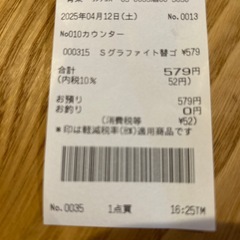 2025年04月12日(土) No.0013
No010カウンター
000315 Sグラファイト替ゴ ¥579
合計 579円
(内税10% 52円)
お預り 579円
お釣り 0円
(消費税等 ¥52)
*印は軽減税率(8%)適用商品です
No.0035 1点買 16:25TM